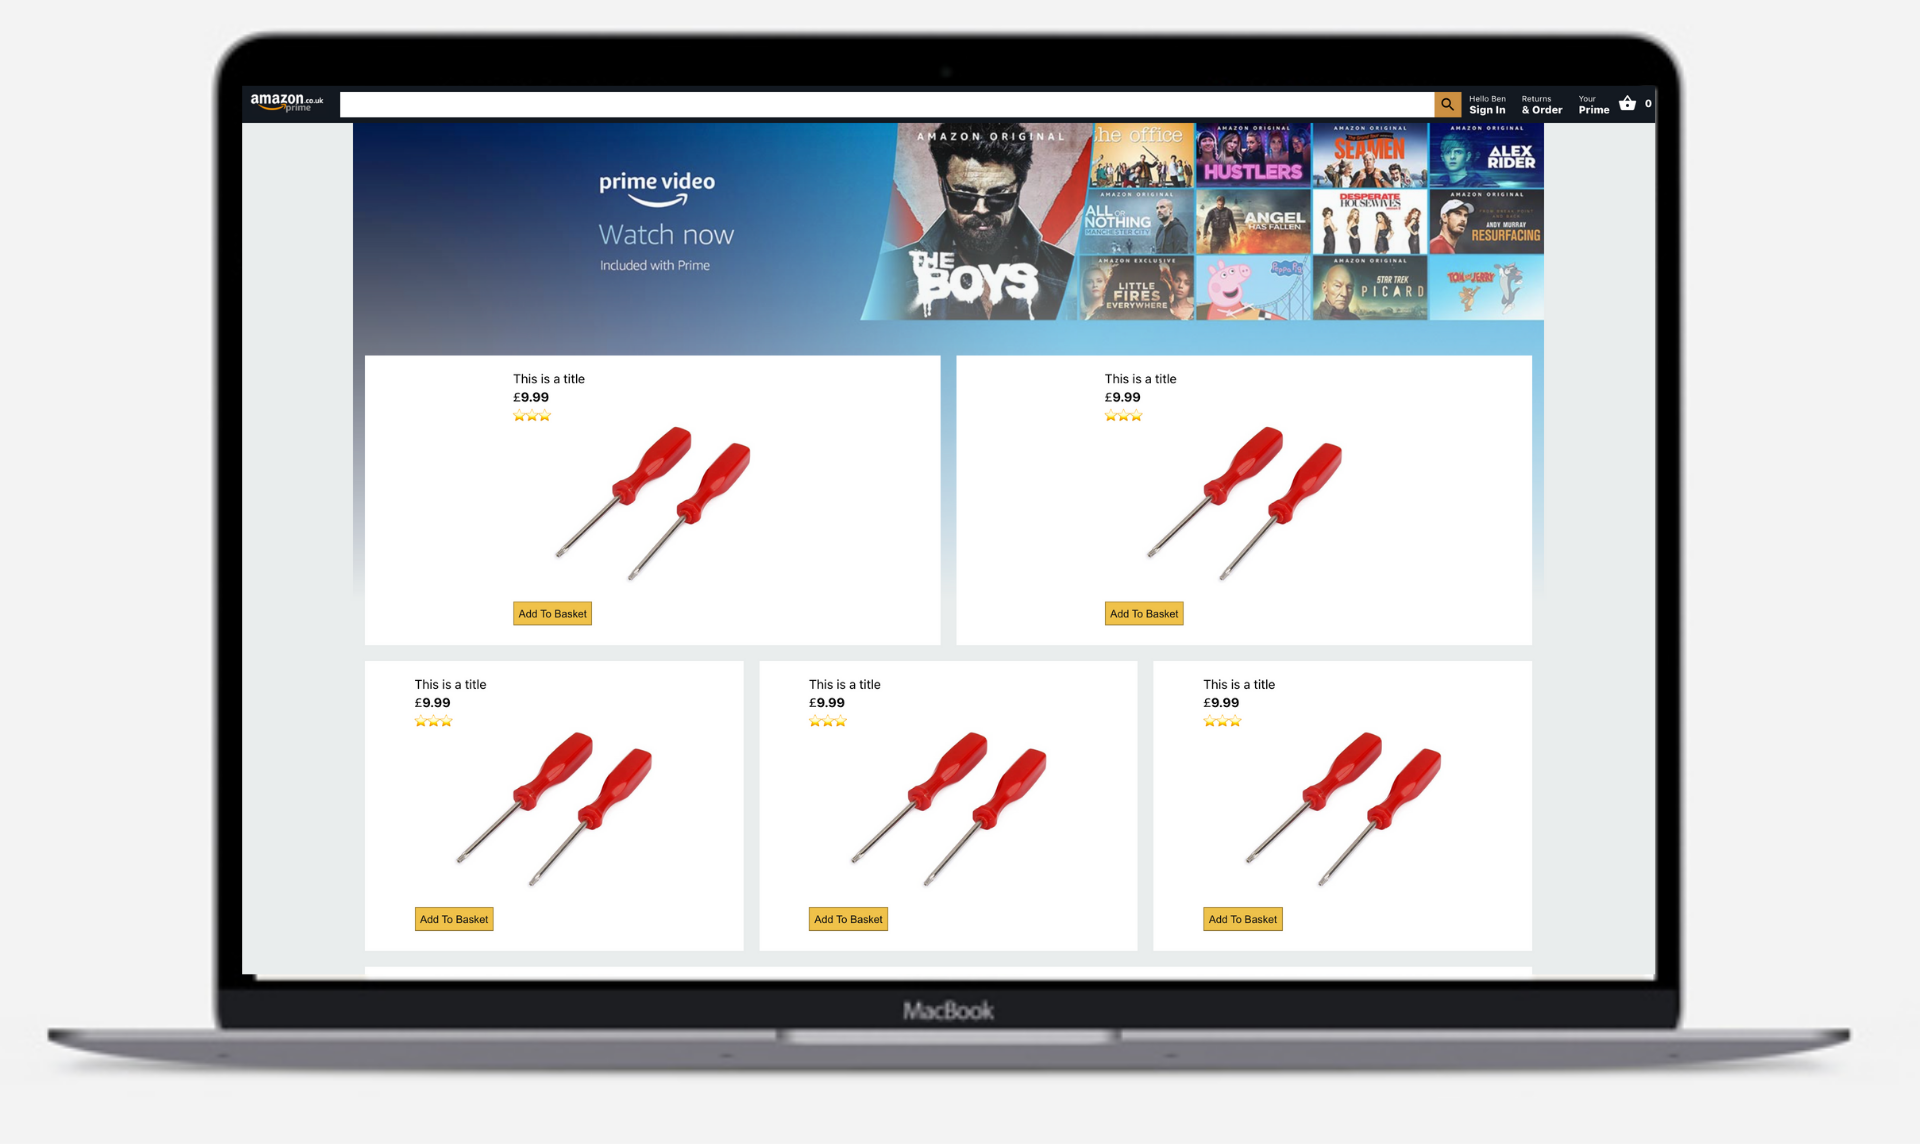 amazon.co.uk
prime
Hello Ben
Sign In
Returns
& Order
Your
Prime
0
prime video
Watch now
Included with Prime
AMAZON ORIGINAL
THE
BOYS
he office
AMAZON ORIGINAL
HUSTLERS
AMAZON ORIGINAL
SEAMEN
AMAZON ORIGINAL
ALEX
RIDER
AMAZON ORIGINAL
ALL OR
NOTHING
MANCHESTER CITY
ANGEL
HAS FALLEN
DESPERATE
HOUSEWIVES
AMAZON ORIGINAL
ANDY MURRAY
RESURFACING
AMAZON EXCLUSIVE
LITTLE
FIRES
EVERYWHERE
Peppa Pig
AMAZON ORIGINAL
STAR TREK
PICARD
TOM AND JERRY
This is a title
£9.99
Add To Basket
This is a title
£9.99
Add To Basket
This is a title
£9.99
Add To Basket
This is a title
£9.99
Add To Basket
This is a title
£9.99
Add To Basket
MacBook